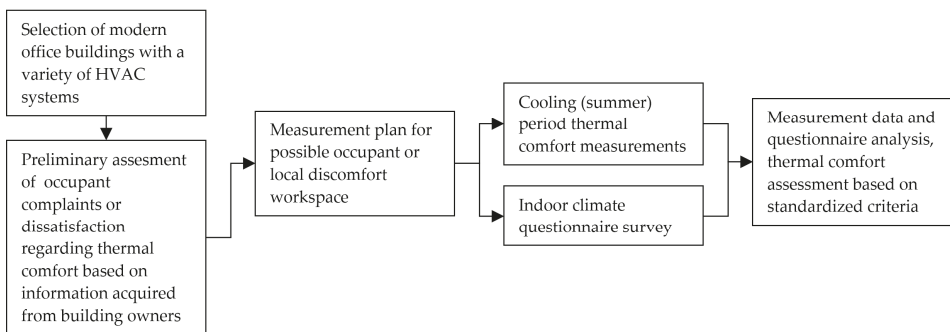 Selection of modern
office buildings with a
variety of HVAC
systems
Preliminary assesment
of occupant
complaints or
dissatisfaction
regarding thermal
comfort based on
information acquired
from building owners
Measurement plan for
possible occupant or
local discomfort
workspace
Cooling (summer)
period thermal
comfort measurements
Indoor climate
questionnaire survey
Measurement data and
questionnaire analysis,
thermal comfort
assessment based on
standardized criteria